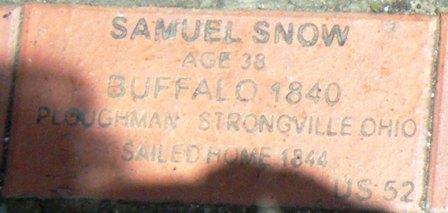 SAMUEL SNOW
AGE 38
BUFFALO 1840
PLOUGHMAN STRONGVILLE OHIO
SAILED HOME 1844
US 52